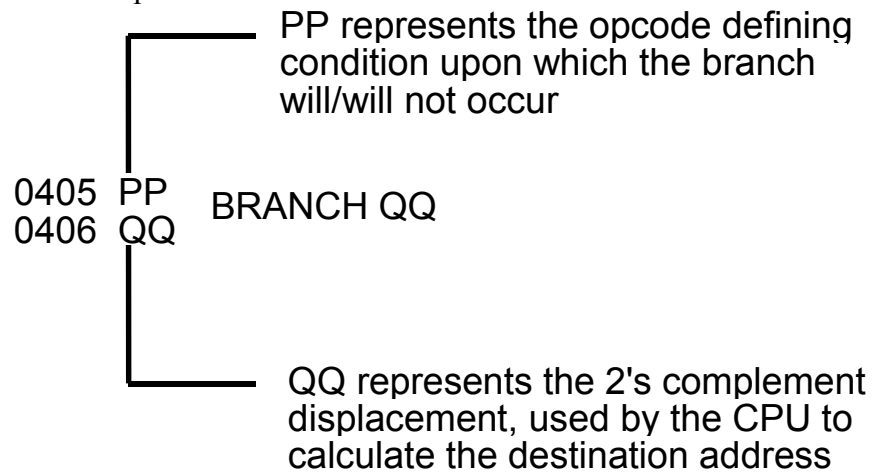 PP represents the opcode defining
condition upon which the branch
will/will not occur
0405 PP
0406 QQ
BRANCH QQ
QQ represents the 2's complement
displacement, used by the CPU to
calculate the destination address